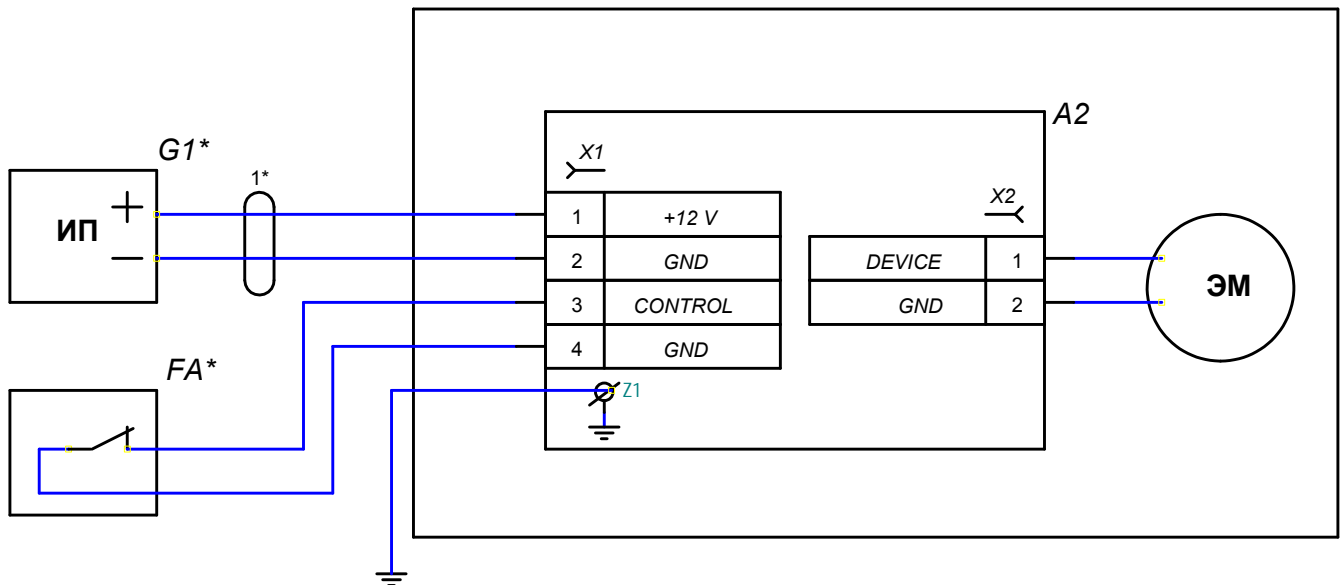 A2
G1*
X1
1*
X2
+
1 +12 V
ИП
2 GND
DEVICE 1
−
ЭМ
3 CONTROL
GND 2
4 GND
FA*
Z1